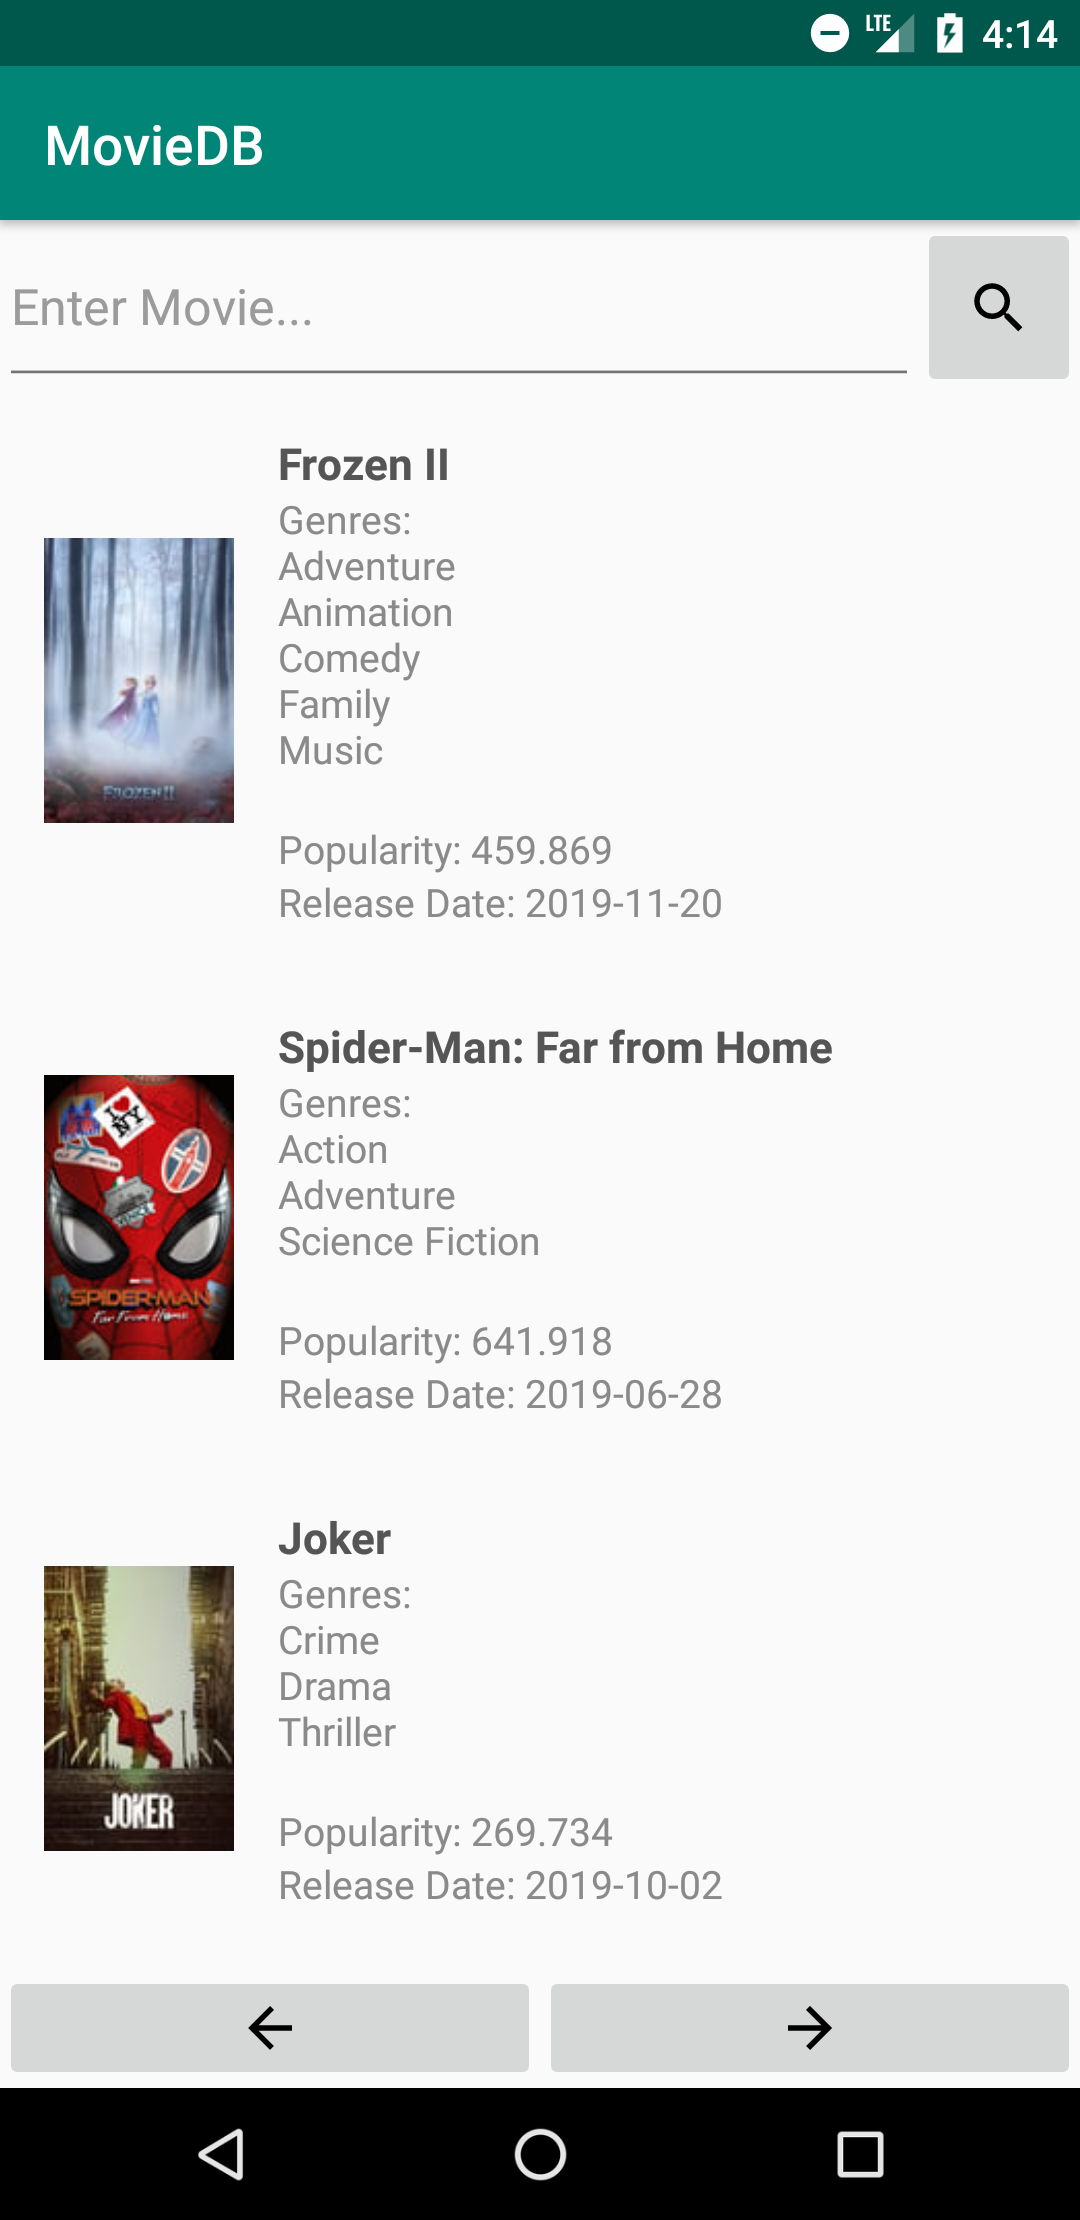 LTE 4:14
MovieDB
Enter Movie...
Frozen II
Genres:
Adventure
Animation
Comedy
Family
Music
FROZEN II
Popularity: 459.869
Release Date: 2019-11-20
Spider-Man: Far from Home
Genres:
Action
Adventure
Science Fiction
I NY
VENICE
SPIDER-MAN
Far From Home
Popularity: 641.918
Release Date: 2019-06-28
Joker
Genres:
Crime
Drama
Thriller
JOKER
Popularity: 269.734
Release Date: 2019-10-02